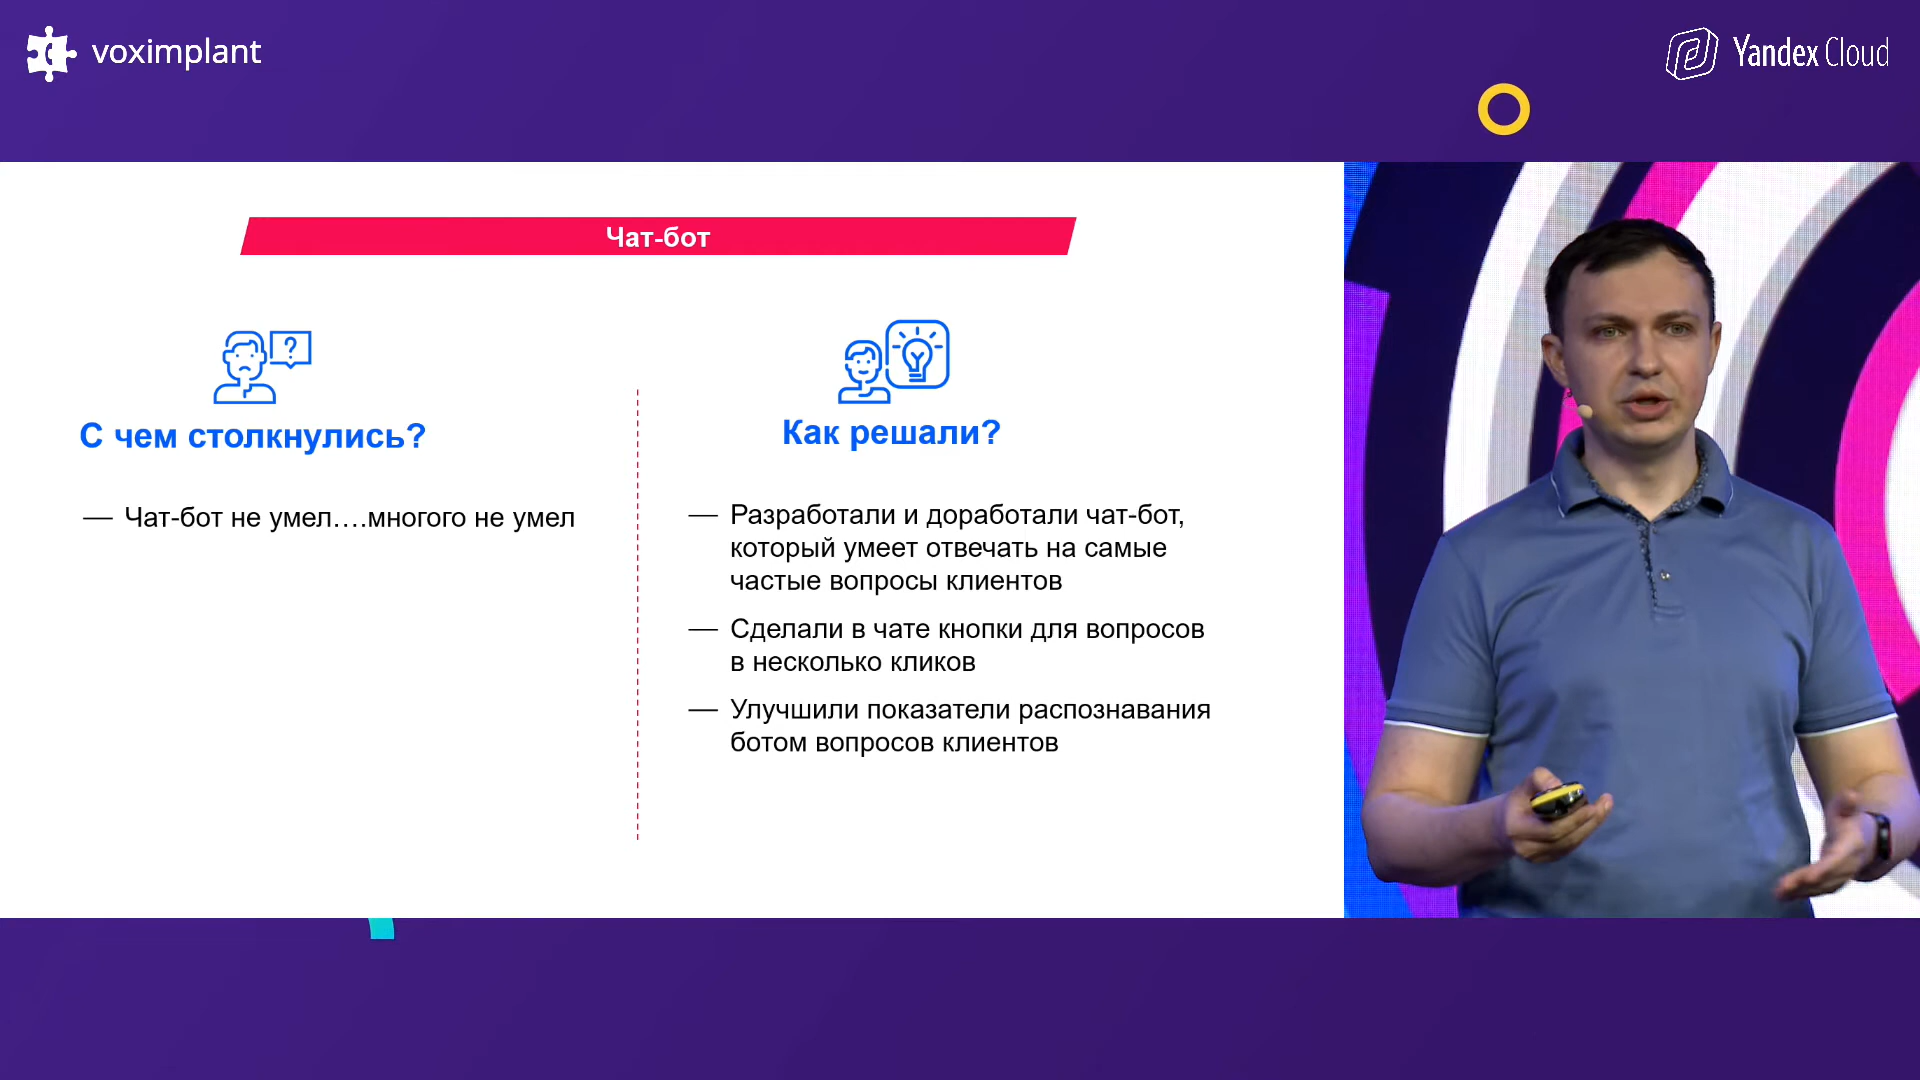 voximplant
Yandex Cloud
Чат-бот
?
С чем столкнулись?
Как решали?
— Чат-бот не умел....многого не умел
— Разработали и доработали чат-бот,
который умеет отвечать на самые
частые вопросы клиентов
— Сделали в чате кнопки для вопросов
в несколько кликов
— Улучшили показатели распознавания
ботом вопросов клиентов